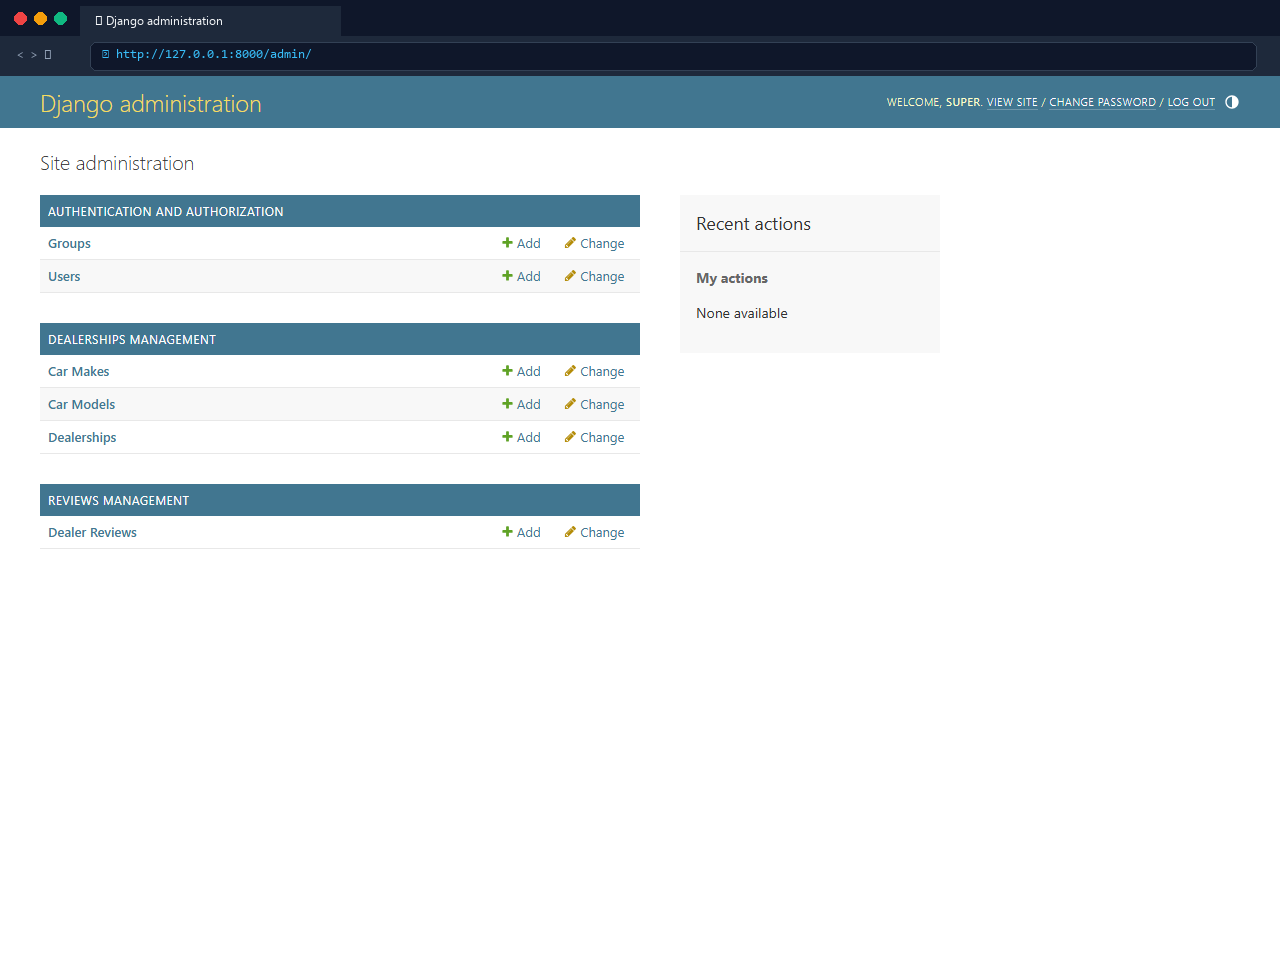 Django administration
< >
http://127.0.0.1:8000/admin/
Django administration
WELCOME, SUPER. VIEW SITE / CHANGE PASSWORD / LOG OUT
Site administration
AUTHENTICATION AND AUTHORIZATION
Groups Add Change
Users Add Change
DEALERSHIPS MANAGEMENT
Car Makes Add Change
Car Models Add Change
Dealerships Add Change
REVIEWS MANAGEMENT
Dealer Reviews Add Change
Recent actions
My actions
None available